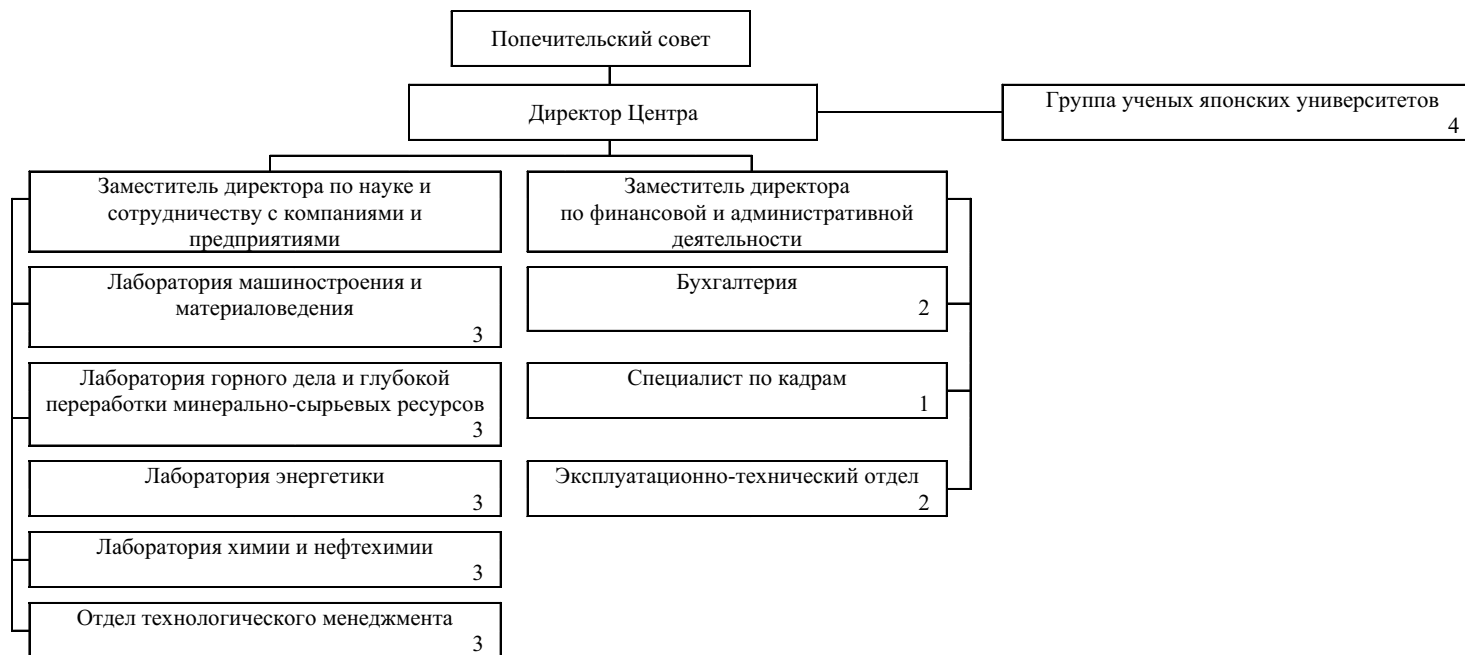 Попечительский совет
Директор Центра
Группа ученых японских университетов
4
Заместитель директора по науке и
сотрудничеству с компаниями и
предприятиями
Заместитель директора
по финансовой и административной
деятельности
Лаборатория машиностроения и
материаловедения
3
Бухгалтерия
2
Лаборатория горного дела и глубокой
переработки минерально-сырьевых ресурсов
3
Специалист по кадрам
1
Лаборатория энергетики
3
Эксплуатационно-технический отдел
2
Лаборатория химии и нефтехимии
3
Отдел технологического менеджмента
3